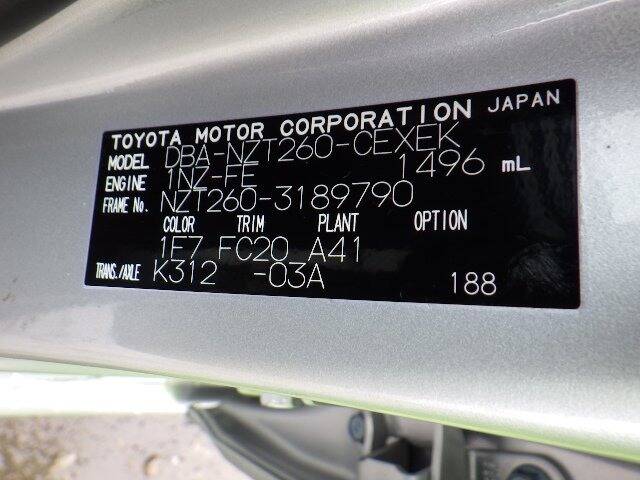 TOYOTA MOTOR CORPORATION JAPAN
MODEL DBA-NZT260-CEXEK
ENGINE 1NZ-FE 1496 mL
FRAME No. NZT260-3189790
COLOR TRIM PLANT OPTION
1E7 FC20 A41
TRANS./AXLE K312 -03A 188